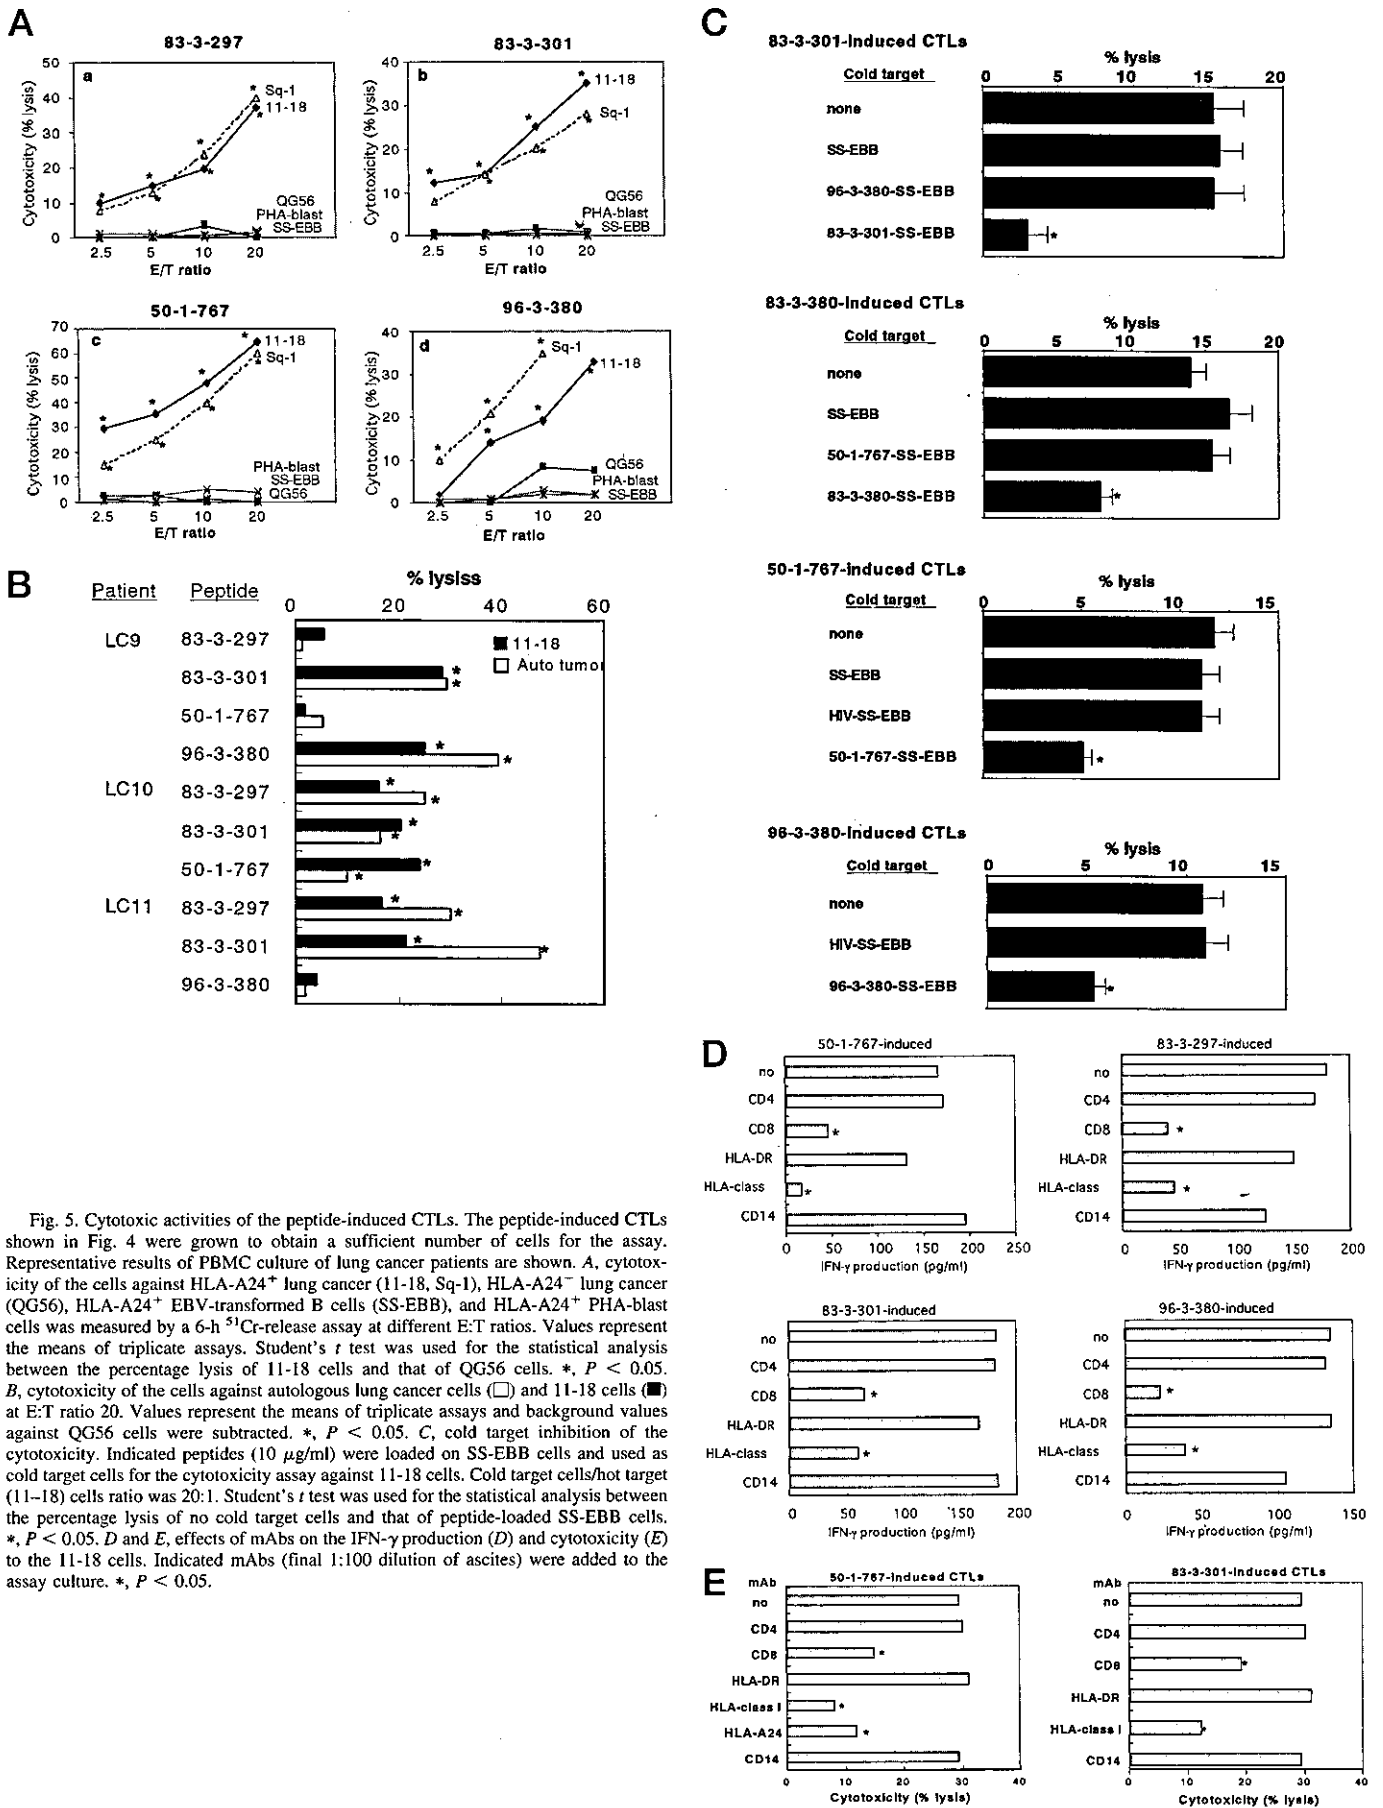 A
83-3-297
a
Cytotoxicity (% lysis)
50
40
30
20
10
0
Sq-1
11-18
QG56
PHA-blast
SS-EBB
2.5 5 10 20
E/T ratio
83-3-301
b
Cytotoxicity (% lysis)
40
30
20
10
0
11-18
Sq-1
QG56
PHA-blast
SS-EBB
2.5 5 10 20
E/T ratio
50-1-767
c
Cytotoxicity (% lysis)
70
60
50
40
30
20
10
0
11-18
Sq-1
PHA-blast
SS-EBB
QG56
2.5 5 10 20
E/T ratio
96-3-380
d
Cytotoxicity (% lysis)
40
30
20
10
0
Sq-1
11-18
QG56
PHA-blast
SS-EBB
2.5 5 10 20
E/T ratio
B
% lysiss
Patient Peptide
0 20 40 60
11-18
Auto tumor
LC9 83-3-297
83-3-301
50-1-767
96-3-380
LC10 83-3-297
83-3-301
50-1-767
LC11 83-3-297
83-3-301
96-3-380
C
83-3-301-Induced CTLs
% lysis
Cold target
0 5 10 15 20
none
SS-EBB
96-3-380-SS-EBB
83-3-301-SS-EBB
83-3-380-Induced CTLs
% lysis
Cold target
0 5 10 15 20
none
SS-EBB
50-1-767-SS-EBB
83-3-380-SS-EBB
50-1-767-induced CTLs
% lysis
Cold target
0 5 10 15
none
SS-EBB
HIV-SS-EBB
50-1-767-SS-EBB
96-3-380-Induced CTLs
% lysis
Cold target
0 5 10 15
none
HIV-SS-EBB
96-3-380-SS-EBB
D
50-1-767-induced
no
CD4
CD8
HLA-DR
HLA-class
CD14
0 50 100 150 200 250
IFN-γ production (pg/ml)
83-3-297-induced
no
CD4
CD8
HLA-DR
HLA-class
CD14
0 50 100 150 200
IFN-γ production (pg/ml)
83-3-301-induced
no
CD4
CD8
HLA-DR
HLA-class
CD14
0 50 100 150 200
IFN-γ production (pg/ml)
96-3-380-induced
no
CD4
CD8
HLA-DR
HLA-class
CD14
0 50 100 150
IFN-γ production (pg/ml)
E
50-1-767-induced CTLs
mAb
no
CD4
CD8
HLA-DR
HLA-class I
HLA-A24
CD14
0 10 20 30 40
Cytotoxicity (% lysis)
83-3-301-induced CTLs
mAb
no
CD4
CD8
HLA-DR
HLA-class I
CD14
0 10 20 30 40
Cytotoxicity (% lysis)
Fig. 5. Cytotoxic activities of the peptide-induced CTLs. The peptide-induced CTLs
shown in Fig. 4 were grown to obtain a sufficient number of cells for the assay.
Representative results of PBMC culture of lung cancer patients are shown. A, cytotox-
icity of the cells against HLA-A24⁺ lung cancer (11-18, Sq-1), HLA-A24⁻ lung cancer
(QG56), HLA-A24⁺ EBV-transformed B cells (SS-EBB), and HLA-A24⁺ PHA-blast
cells was measured by a 6-h ⁵¹Cr-release assay at different E:T ratios. Values represent
the means of triplicate assays. Student's t test was used for the statistical analysis
between the percentage lysis of 11-18 cells and that of QG56 cells. *, P < 0.05.
B, cytotoxicity of the cells against autologous lung cancer cells (□) and 11-18 cells (■)
at E:T ratio 20. Values represent the means of triplicate assays and background values
against QG56 cells were subtracted. *, P < 0.05. C, cold target inhibition of the
cytotoxicity. Indicated peptides (10 μg/ml) were loaded on SS-EBB cells and used as
cold target cells for the cytotoxicity assay against 11-18 cells. Cold target cells/hot target
(11–18) cells ratio was 20:1. Student's t test was used for the statistical analysis between
the percentage lysis of no cold target cells and that of peptide-loaded SS-EBB cells.
*, P < 0.05. D and E, effects of mAbs on the IFN-γ production (D) and cytotoxicity (E)
to the 11-18 cells. Indicated mAbs (final 1:100 dilution of ascites) were added to the
assay culture. *, P < 0.05.